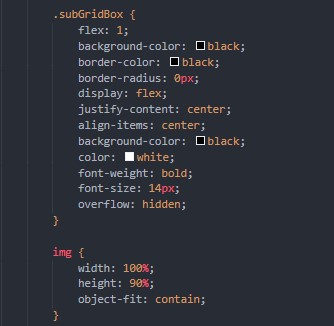 .subGridBox {
    flex: 1;
    background-color: black;
    border-color: black;
    border-radius: 0px;
    display: flex;
    justify-content: center;
    align-items: center;
    background-color: black;
    color: white;
    font-weight: bold;
    font-size: 14px;
    overflow: hidden;
}

img {
    width: 100%;
    height: 90%;
    object-fit: contain;
}